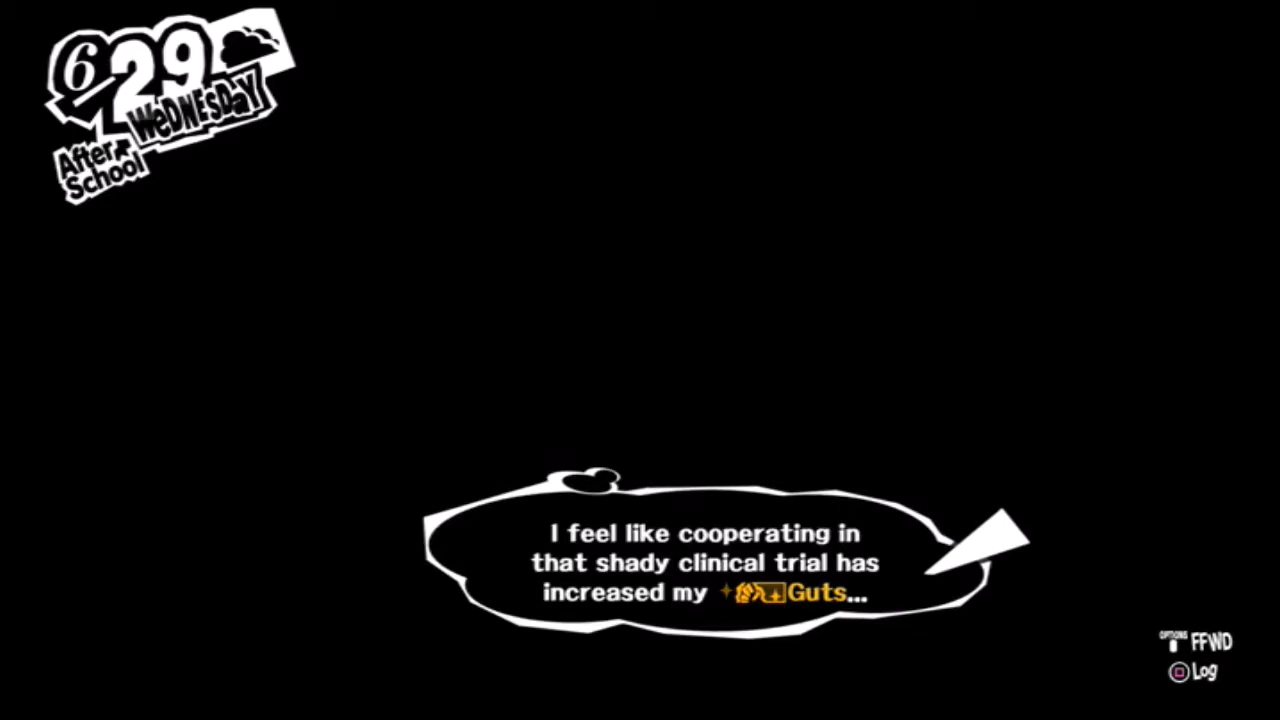 6/29
WeDNESDaY
After
School
I feel like cooperating in
that shady clinical trial has
increased my Guts...
OPTIONS FFWD
Log